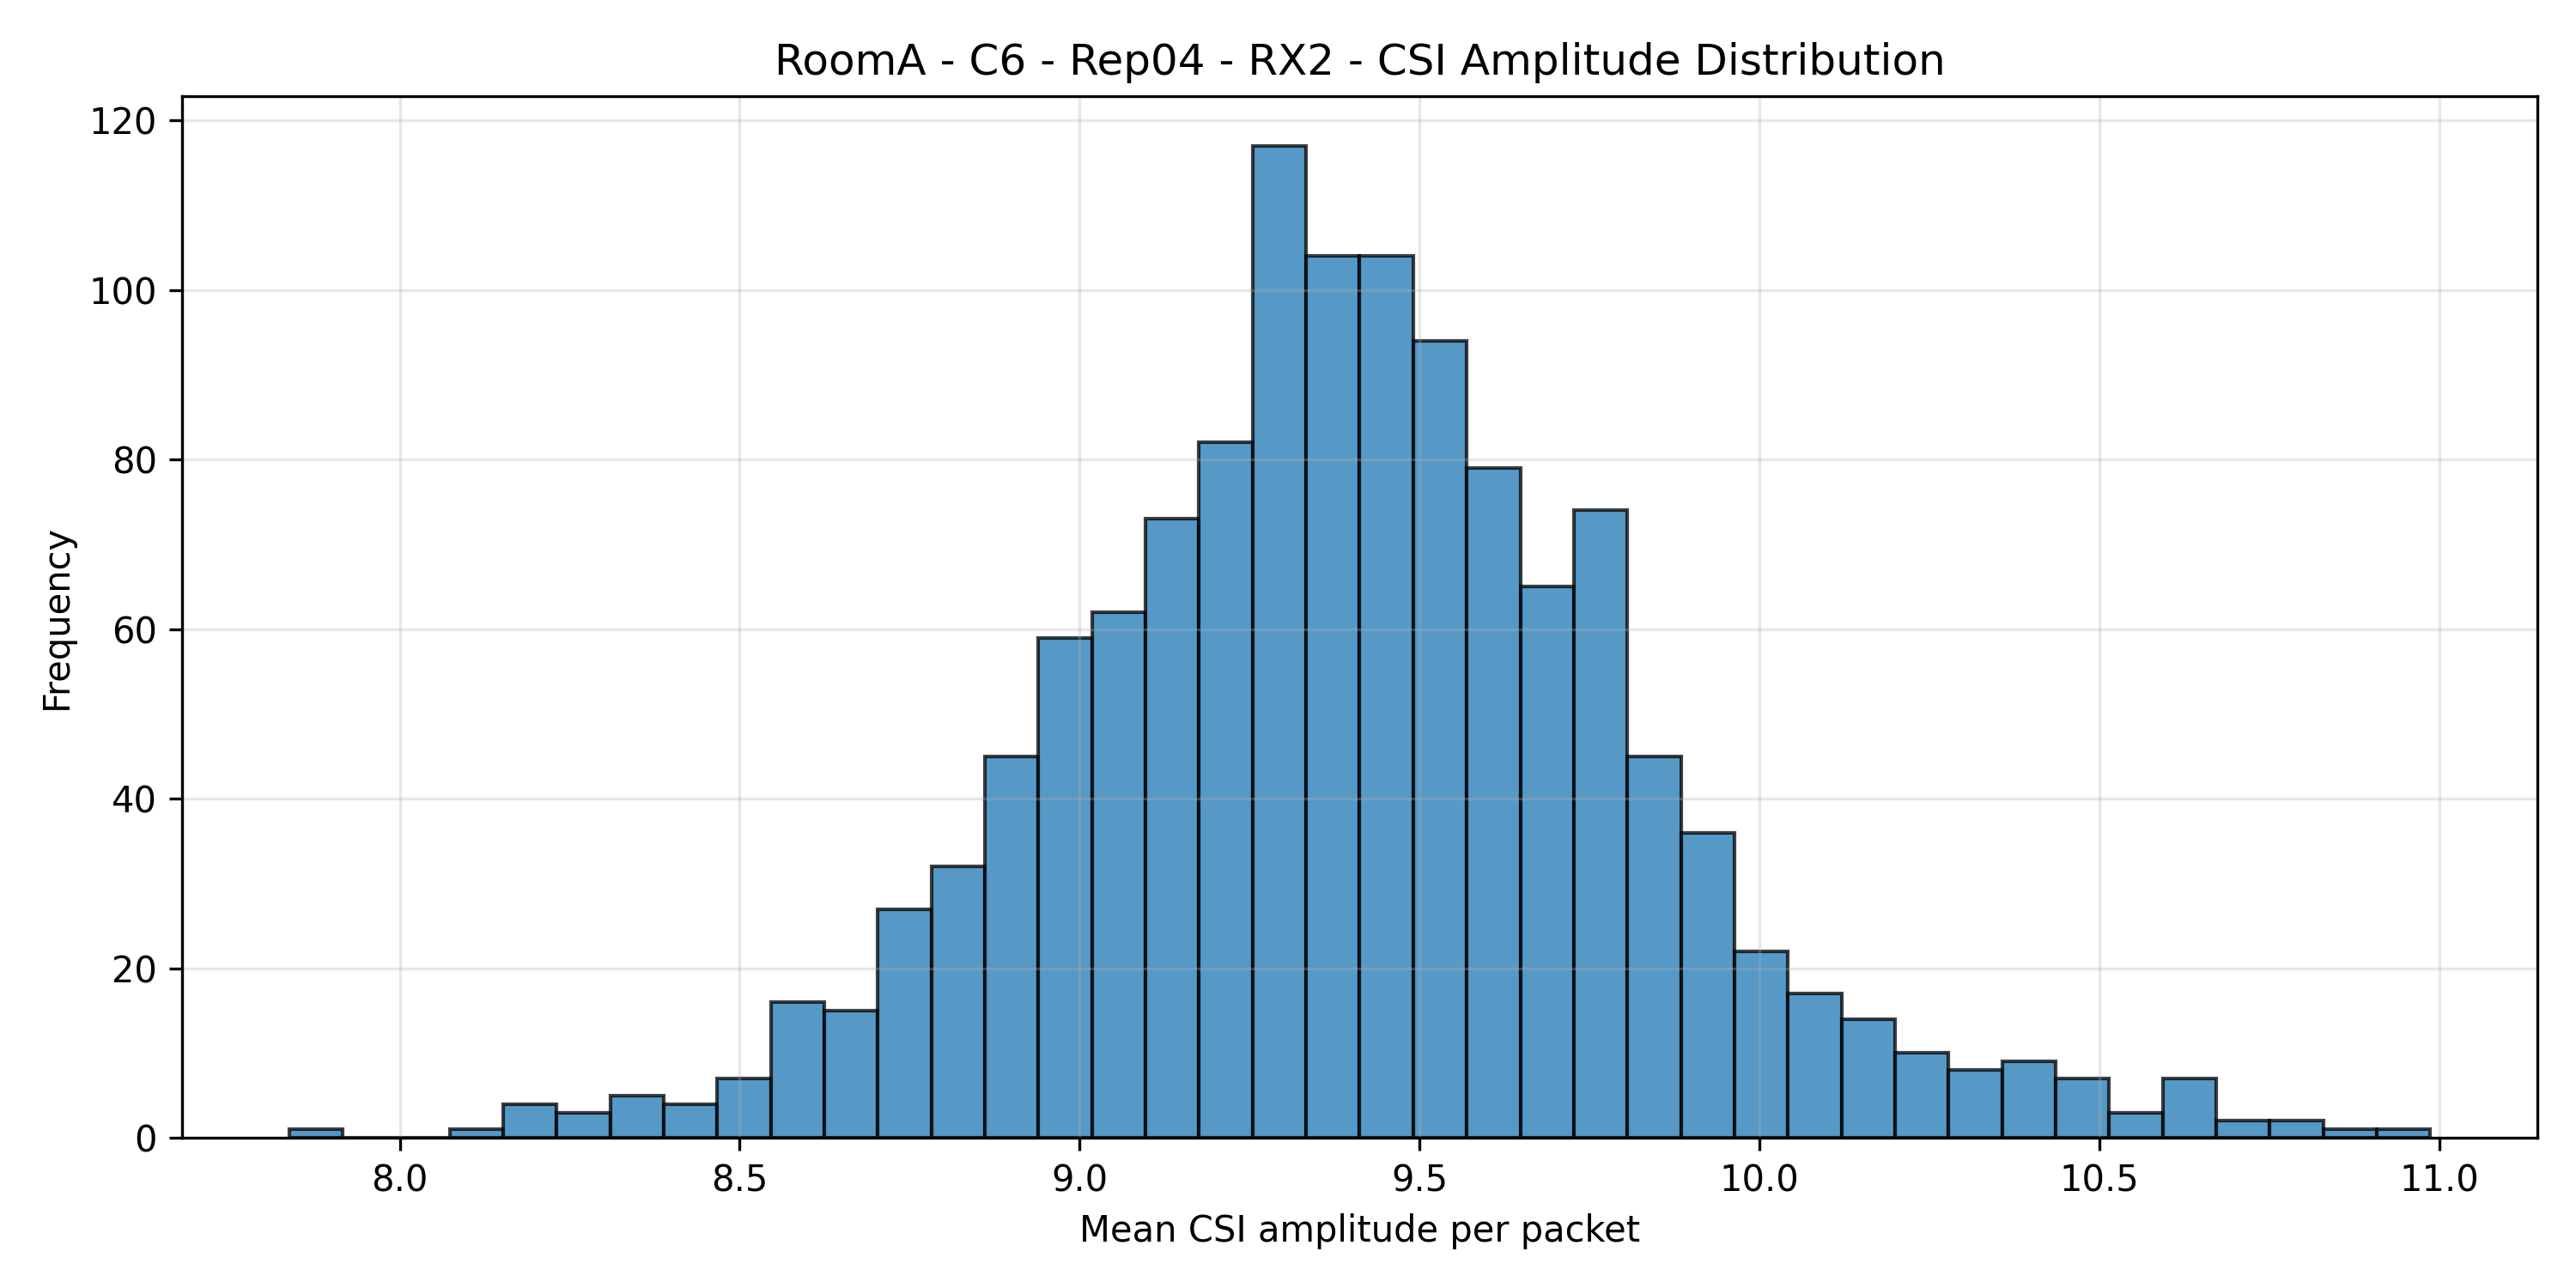 RoomA - C6 - Rep04 - RX2 - CSI Amplitude Distribution
120
100
80
60
40
20
0
Frequency
8.0 8.5 9.0 9.5 10.0 10.5 11.0
Mean CSI amplitude per packet